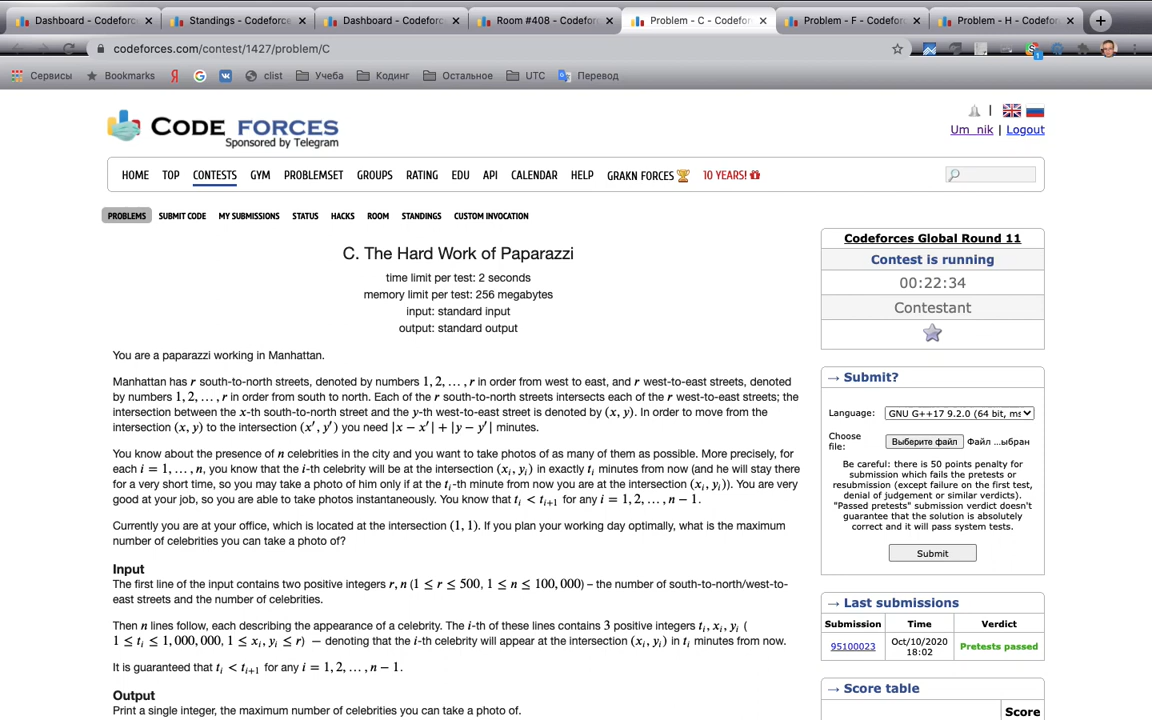 Dashboard - Codeforc
Standings - Codeforce
Dashboard - Codeforc
Room #408 - Codeforc
Problem - C - Codefor
Problem - F - Codefor
Problem - H - Codefor
codeforces.com/contest/1427/problem/C
Сервисы
Bookmarks
clist
Учеба
Кодинг
Остальное
UTC
Перевод
CODE FORCES
Sponsored by Telegram
Um_nik | Logout
HOME TOP CONTESTS GYM PROBLEMSET GROUPS RATING EDU API CALENDAR HELP GRAKN FORCES 10 YEARS!
PROBLEMS SUBMIT CODE MY SUBMISSIONS STATUS HACKS ROOM STANDINGS CUSTOM INVOCATION
C. The Hard Work of Paparazzi
time limit per test: 2 seconds
memory limit per test: 256 megabytes
input: standard input
output: standard output
You are a paparazzi working in Manhattan.
Manhattan has r south-to-north streets, denoted by numbers 1, 2, …, r in order from west to east, and r west-to-east streets, denoted
by numbers 1, 2, …, r in order from south to north. Each of the r south-to-north streets intersects each of the r west-to-east streets; the
intersection between the x-th south-to-north street and the y-th west-to-east street is denoted by (x, y). In order to move from the
intersection (x, y) to the intersection (x′, y′) you need |x − x′| + |y − y′| minutes.
You know about the presence of n celebrities in the city and you want to take photos of as many of them as possible. More precisely, for
each i = 1, …, n, you know that the i-th celebrity will be at the intersection (xᵢ, yᵢ) in exactly tᵢ minutes from now (and he will stay there
for a very short time, so you may take a photo of him only if at the tᵢ-th minute from now you are at the intersection (xᵢ, yᵢ)). You are very
good at your job, so you are able to take photos instantaneously. You know that tᵢ < tᵢ₊₁ for any i = 1, 2, …, n − 1.
Currently you are at your office, which is located at the intersection (1, 1). If you plan your working day optimally, what is the maximum
number of celebrities you can take a photo of?
Input
The first line of the input contains two positive integers r, n (1 ≤ r ≤ 500, 1 ≤ n ≤ 100,000) – the number of south-to-north/west-to-
east streets and the number of celebrities.
Then n lines follow, each describing the appearance of a celebrity. The i-th of these lines contains 3 positive integers tᵢ, xᵢ, yᵢ (
1 ≤ tᵢ ≤ 1,000,000, 1 ≤ xᵢ, yᵢ ≤ r) — denoting that the i-th celebrity will appear at the intersection (xᵢ, yᵢ) in tᵢ minutes from now.
It is guaranteed that tᵢ < tᵢ₊₁ for any i = 1, 2, …, n − 1.
Output
Print a single integer, the maximum number of celebrities you can take a photo of.
Codeforces Global Round 11
Contest is running
00:22:34
Contestant
→ Submit?
Language: GNU G++17 9.2.0 (64 bit, ms
Choose
file:
Выберите файл Файл ...ыбран
Be careful: there is 50 points penalty for
submission which fails the pretests or
resubmission (except failure on the first test,
denial of judgement or similar verdicts).
"Passed pretests" submission verdict doesn't
guarantee that the solution is absolutely
correct and it will pass system tests.
Submit
→ Last submissions
Submission Time Verdict
95100023 Oct/10/2020
18:02 Pretests passed
→ Score table
Score